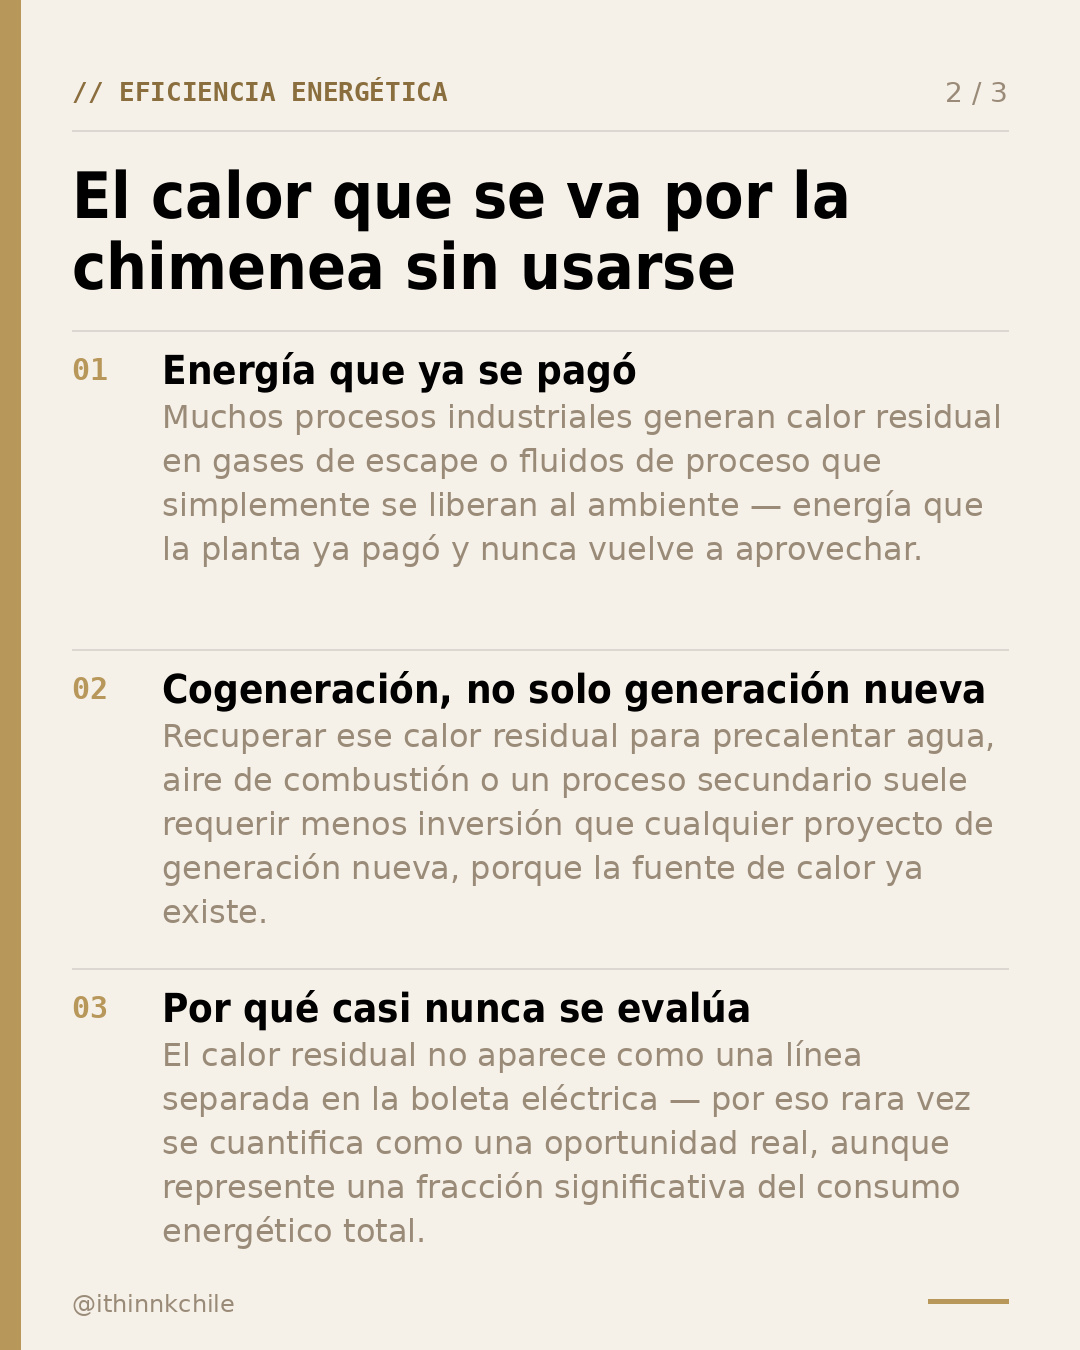 // EFICIENCIA ENERGÉTICA
2 / 3
El calor que se va por la
chimenea sin usarse
01
Energía que ya se pagó
Muchos procesos industriales generan calor residual
en gases de escape o fluidos de proceso que
simplemente se liberan al ambiente — energía que
la planta ya pagó y nunca vuelve a aprovechar.
02
Cogeneración, no solo generación nueva
Recuperar ese calor residual para precalentar agua,
aire de combustión o un proceso secundario suele
requerir menos inversión que cualquier proyecto de
generación nueva, porque la fuente de calor ya
existe.
03
Por qué casi nunca se evalúa
El calor residual no aparece como una línea
separada en la boleta eléctrica — por eso rara vez
se cuantifica como una oportunidad real, aunque
represente una fracción significativa del consumo
energético total.
@ithinnkchile